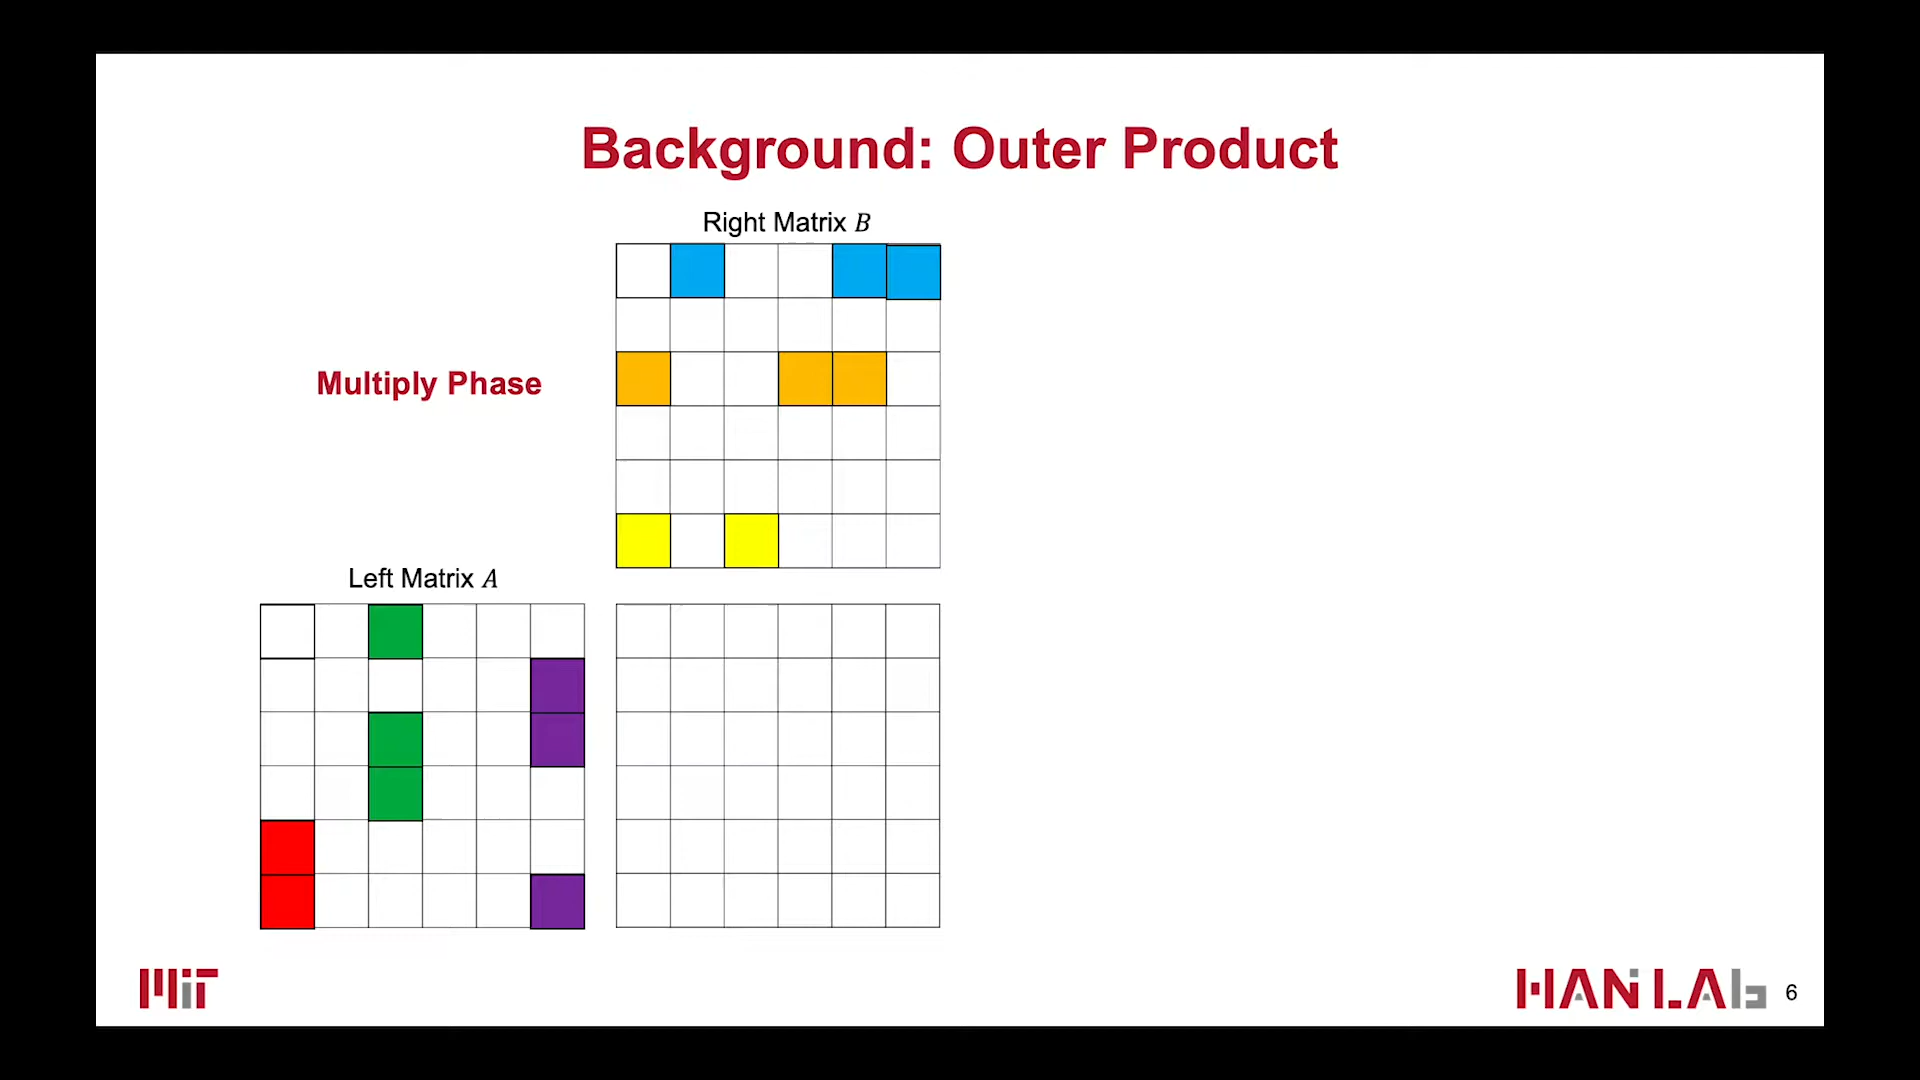 Background: Outer Product
Right Matrix B
Multiply Phase
Left Matrix A
MIT
HAN LAb
6